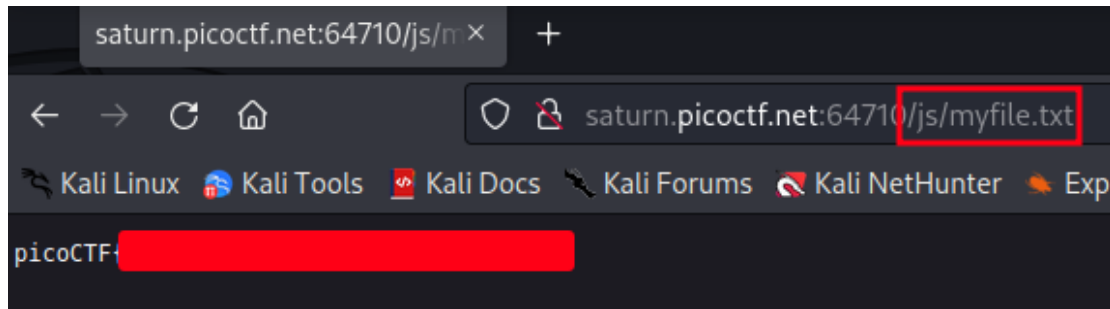 saturn.picoctf.net:64710/js/m
saturn.picoctf.net:64710/js/myfile.txt
Kali Linux Kali Tools Kali Docs Kali Forums Kali NetHunter Exp
picoCTF{